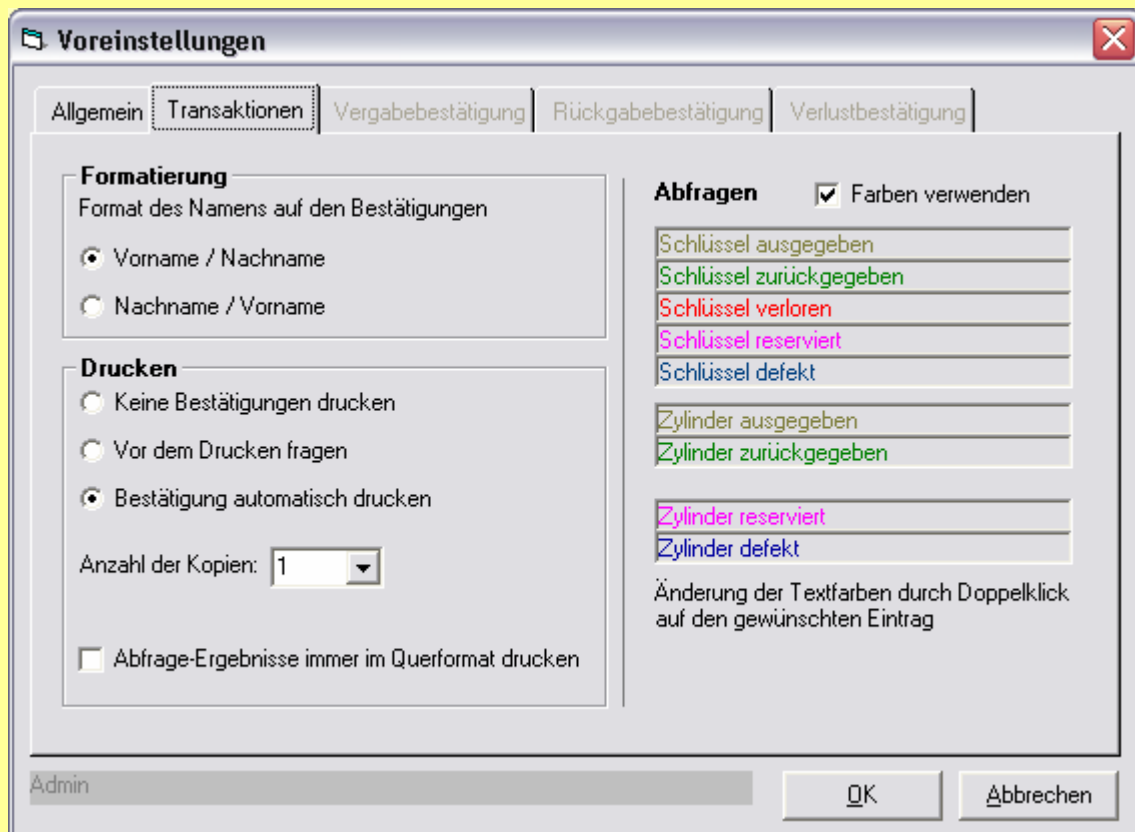 Voreinstellungen
Allgemein
Transaktionen
Vergabebestätigung
Rückgabebestätigung
Verlustbestätigung
Formatierung
Format des Namens auf den Bestätigungen
Vorname / Nachname
Nachname / Vorname
Drucken
Keine Bestätigungen drucken
Vor dem Drucken fragen
Bestätigung automatisch drucken
Anzahl der Kopien: 1
Abfrage-Ergebnisse immer im Querformat drucken
Abfragen
Farben verwenden
Schlüssel ausgegeben
Schlüssel zurückgegeben
Schlüssel verloren
Schlüssel reserviert
Schlüssel defekt
Zylinder ausgegeben
Zylinder zurückgegeben
Zylinder reserviert
Zylinder defekt
Änderung der Textfarben durch Doppelklick
auf den gewünschten Eintrag
Admin
OK
Abbrechen